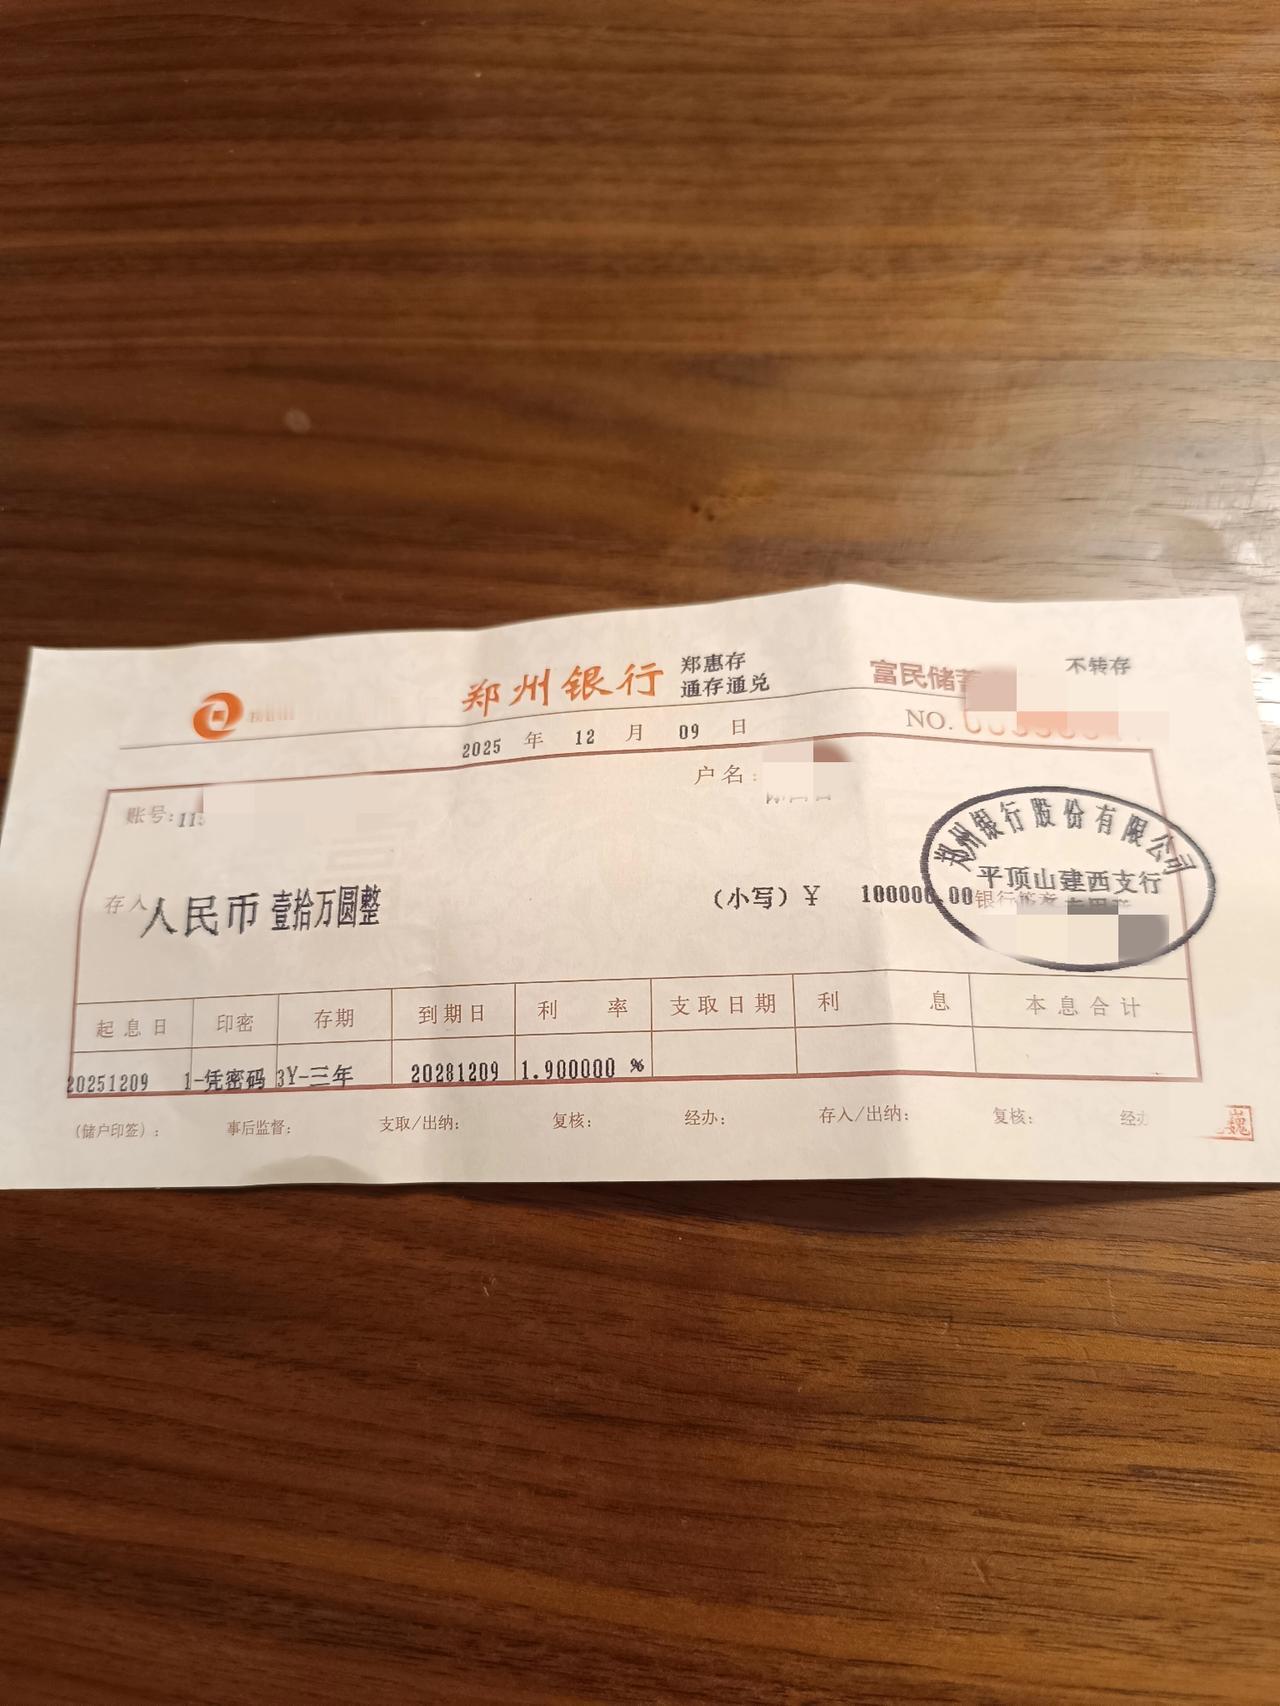 郑州银行 郑惠存
通存通兑
富民储蓄
不转存
2025 年 12 月 09 日
NO.
账号:
户名:
存入人民币 壹拾万圆整
(小写) ¥ 100000.00
郑州银行股份有限公司
平顶山建西支行
起息日 印密 存期 到期日 利率 支取日期 利息 本息合计
20251209 1-凭密码 3Y-三年 20281209 1.900000 %
(储户印签): 事后监督: 支取/出纳: 复核: 经办: 存入/出纳: 复核: 经